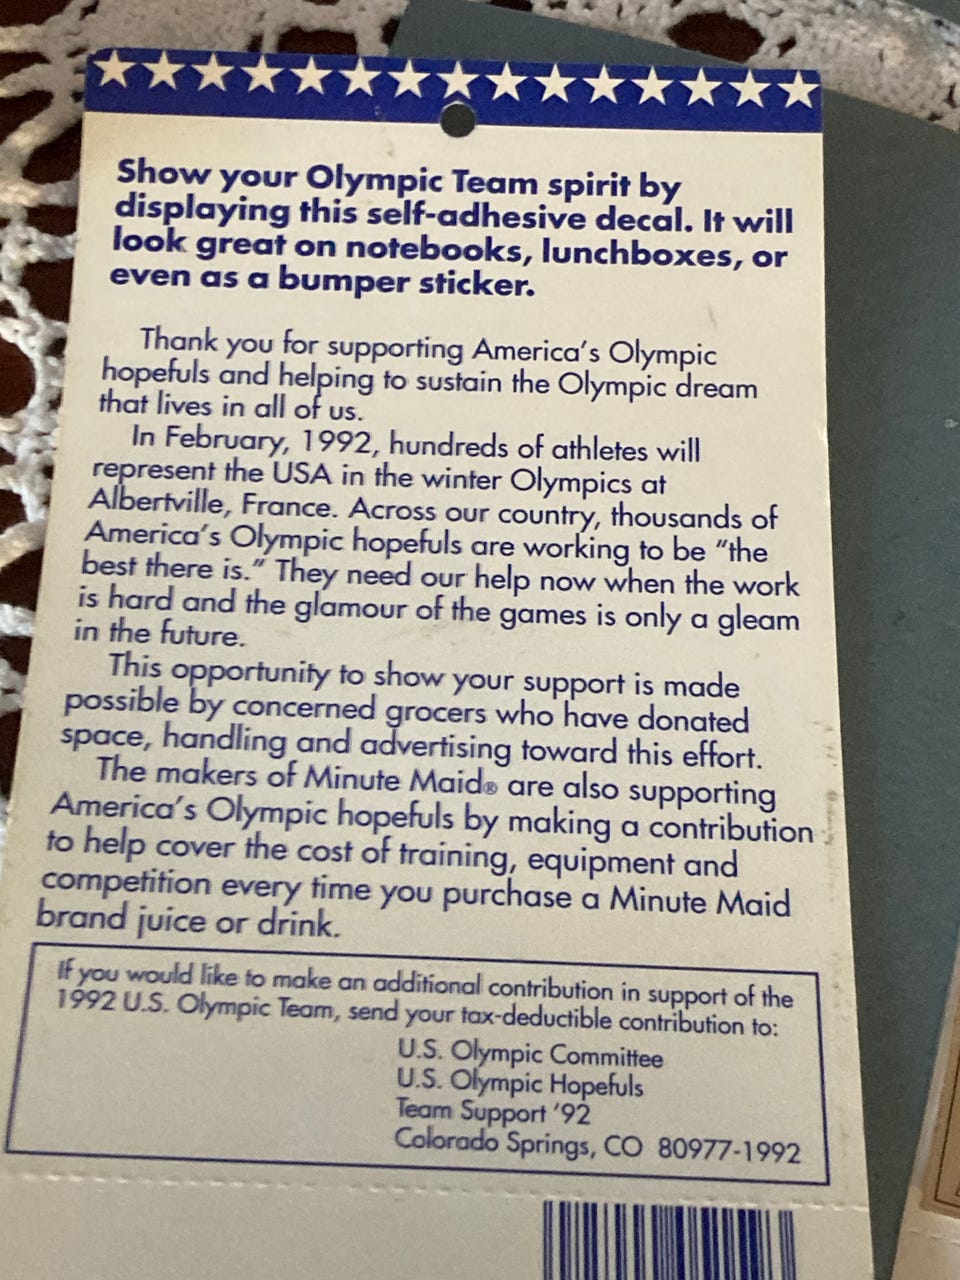 Show your Olympic Team spirit by
displaying this self-adhesive decal. It will
look great on notebooks, lunchboxes, or
even as a bumper sticker.
Thank you for supporting America's Olympic
hopefuls and helping to sustain the Olympic dream
that lives in all of us.
In February, 1992, hundreds of athletes will
represent the USA in the winter Olympics at
Albertville, France. Across our country, thousands of
America's Olympic hopefuls are working to be "the
best there is." They need our help now when the work
is hard and the glamour of the games is only a gleam
in the future.
This opportunity to show your support is made
possible by concerned grocers who have donated
space, handling and advertising toward this effort.
The makers of Minute Maid® are also supporting
America's Olympic hopefuls by making a contribution
to help cover the cost of training, equipment and
competition every time you purchase a Minute Maid
brand juice or drink.
If you would like to make an additional contribution in support of the
1992 U.S. Olympic Team, send your tax-deductible contribution to:
U.S. Olympic Committee
U.S. Olympic Hopefuls
Team Support '92
Colorado Springs, CO 80977-1992